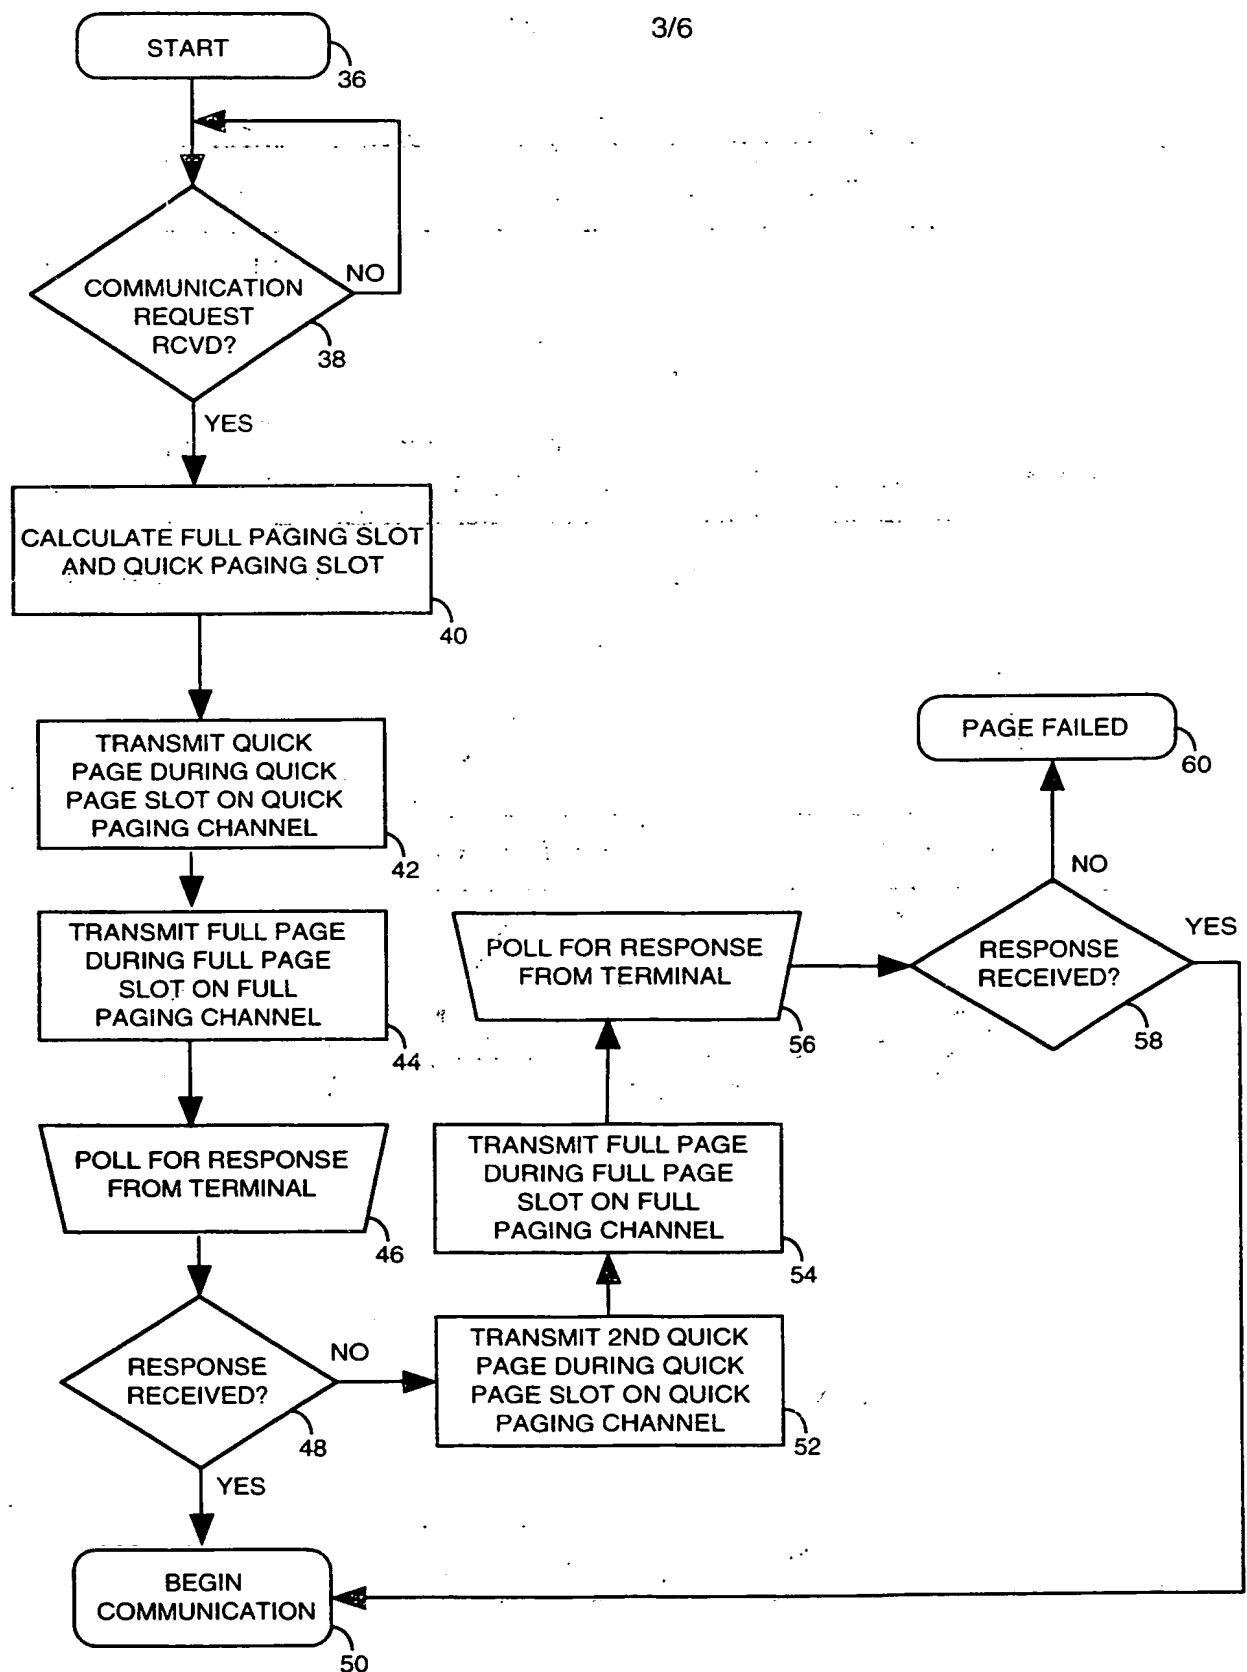 3/6
START
36
COMMUNICATION
REQUEST
RCVD?
NO
38
YES
CALCULATE FULL PAGING SLOT
AND QUICK PAGING SLOT
40
TRANSMIT QUICK
PAGE DURING QUICK
PAGE SLOT ON QUICK
PAGING CHANNEL
42
TRANSMIT FULL PAGE
DURING FULL PAGE
SLOT ON FULL
PAGING CHANNEL
44
POLL FOR RESPONSE
FROM TERMINAL
46
RESPONSE
RECEIVED?
48
NO
YES
BEGIN
COMMUNICATION
50
TRANSMIT 2ND QUICK
PAGE DURING QUICK
PAGE SLOT ON QUICK
PAGING CHANNEL
52
TRANSMIT FULL PAGE
DURING FULL PAGE
SLOT ON FULL
PAGING CHANNEL
54
POLL FOR RESPONSE
FROM TERMINAL
56
RESPONSE
RECEIVED?
58
NO
YES
PAGE FAILED
60